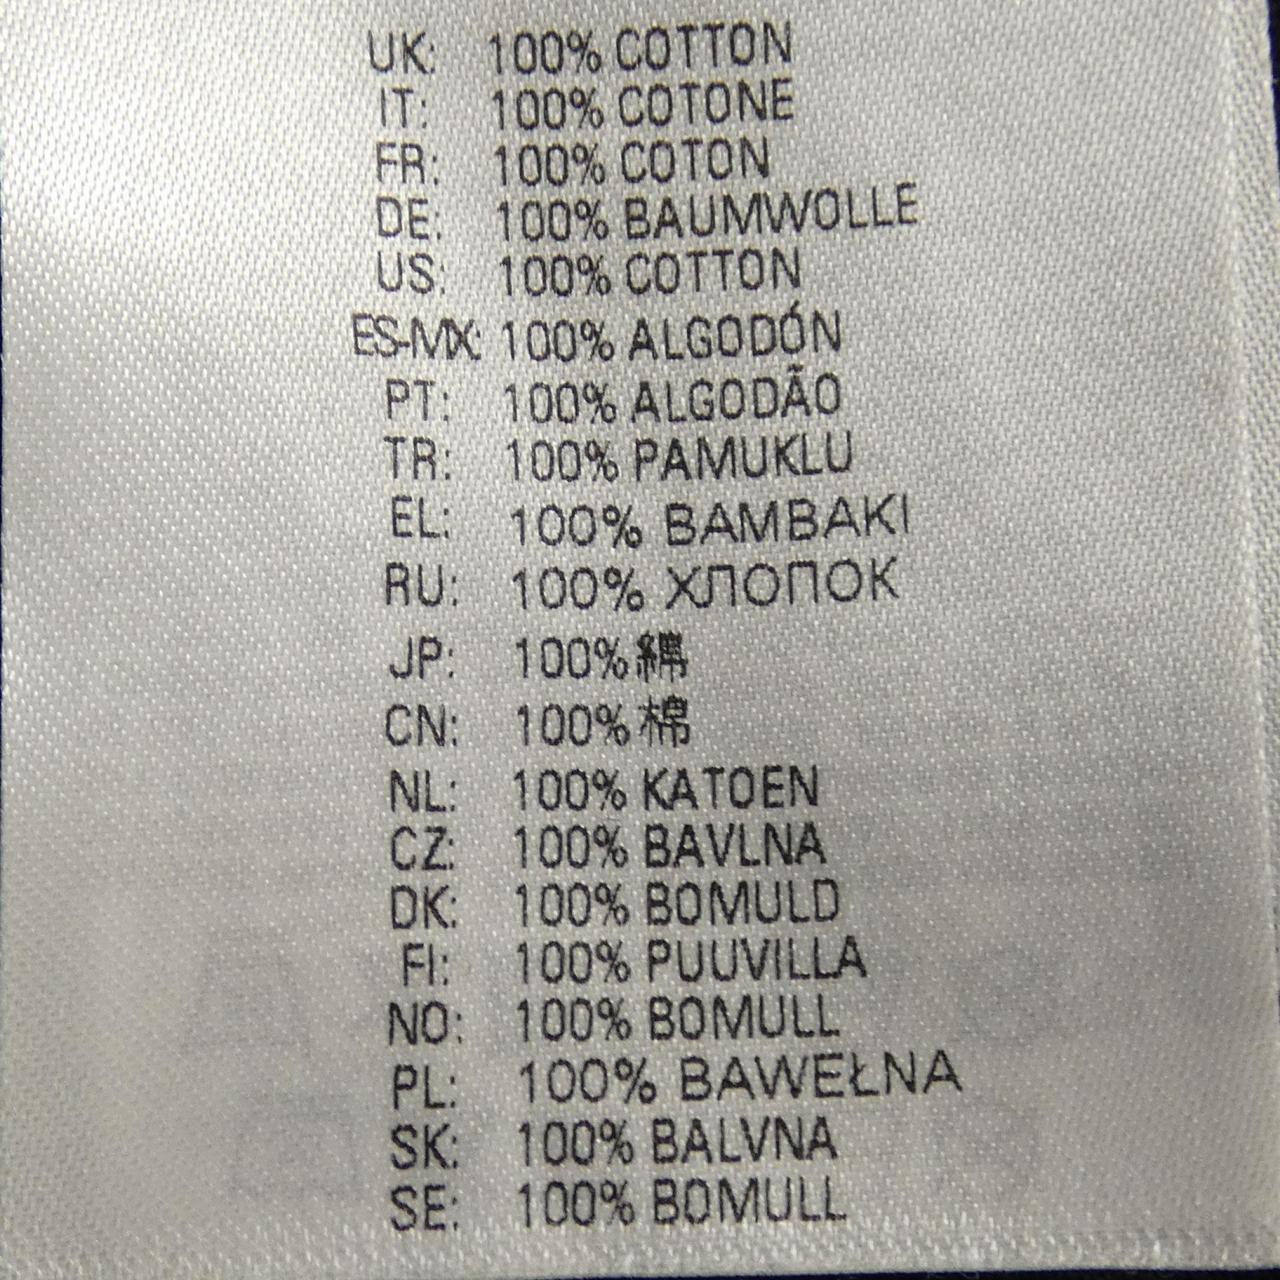 UK: 100% COTTON
IT: 100% COTONE
FR: 100% COTON
DE: 100% BAUMWOLLE
US: 100% COTTON
ES-MX: 100% ALGODÓN
PT: 100% ALGODÃO
TR: 100% PAMUKLU
EL: 100% BAMBAKI
RU: 100% ХЛОПОК
JP: 100% 綿
CN: 100% 棉
NL: 100% KATOEN
CZ: 100% BAVLNA
DK: 100% BOMULD
FI: 100% PUUVILLA
NO: 100% BOMULL
PL: 100% BAWEŁNA
SK: 100% BALVNA
SE: 100% BOMULL